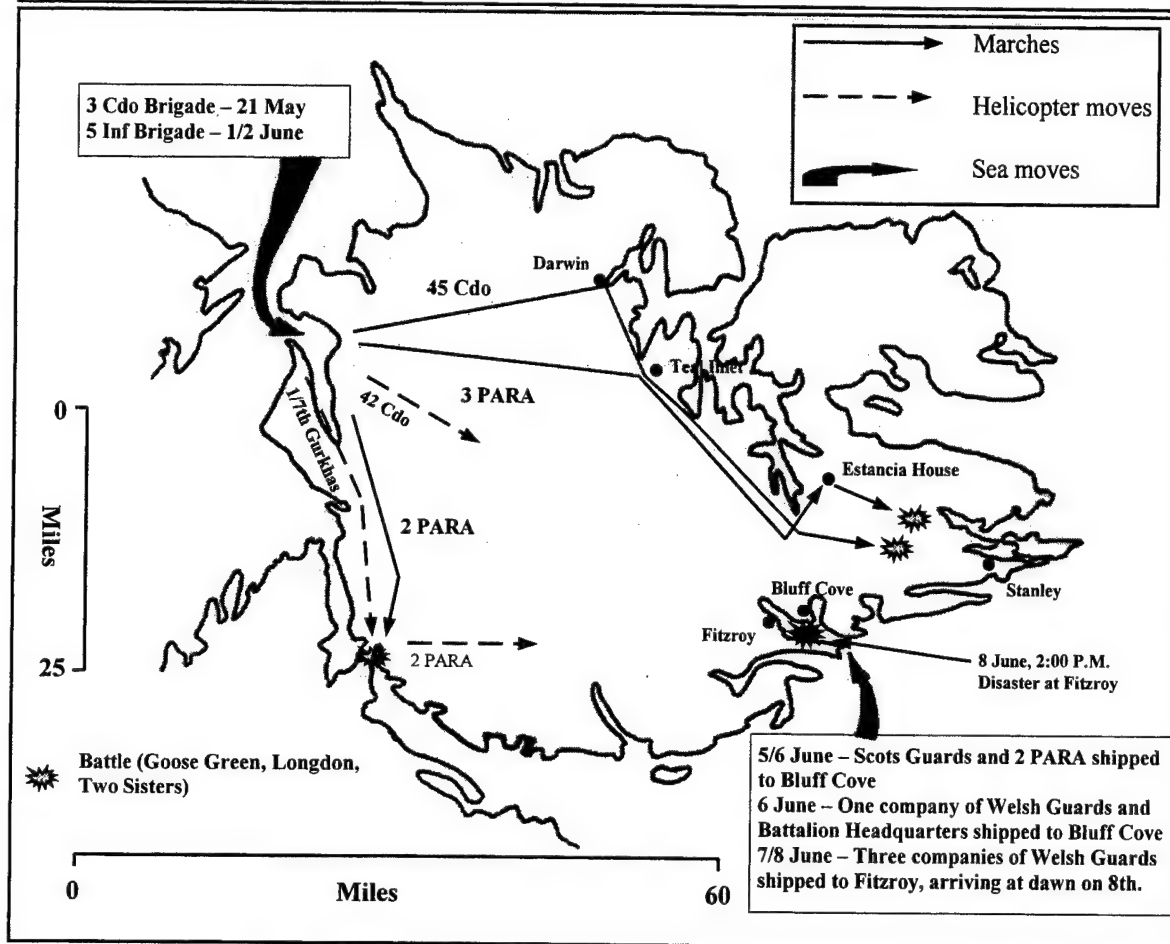 Marches
Helicopter moves
Sea moves
3 Cdo Brigade – 21 May
5 Inf Brigade – 1/2 June
Darwin
45 Cdo
Teal Inlet
3 PARA
42 Cdo
1/7th Gurkhas
0
Miles
25
2 PARA
Estancia House
Stanley
Bluff Cove
Fitzroy
2 PARA
8 June, 2:00 P.M.
Disaster at Fitzroy
Battle (Goose Green, Longdon,
Two Sisters)
5/6 June – Scots Guards and 2 PARA shipped
to Bluff Cove
6 June – One company of Welsh Guards and
Battalion Headquarters shipped to Bluff Cove
7/8 June – Three companies of Welsh Guards
shipped to Fitzroy, arriving at dawn on 8th.
0
Miles
60